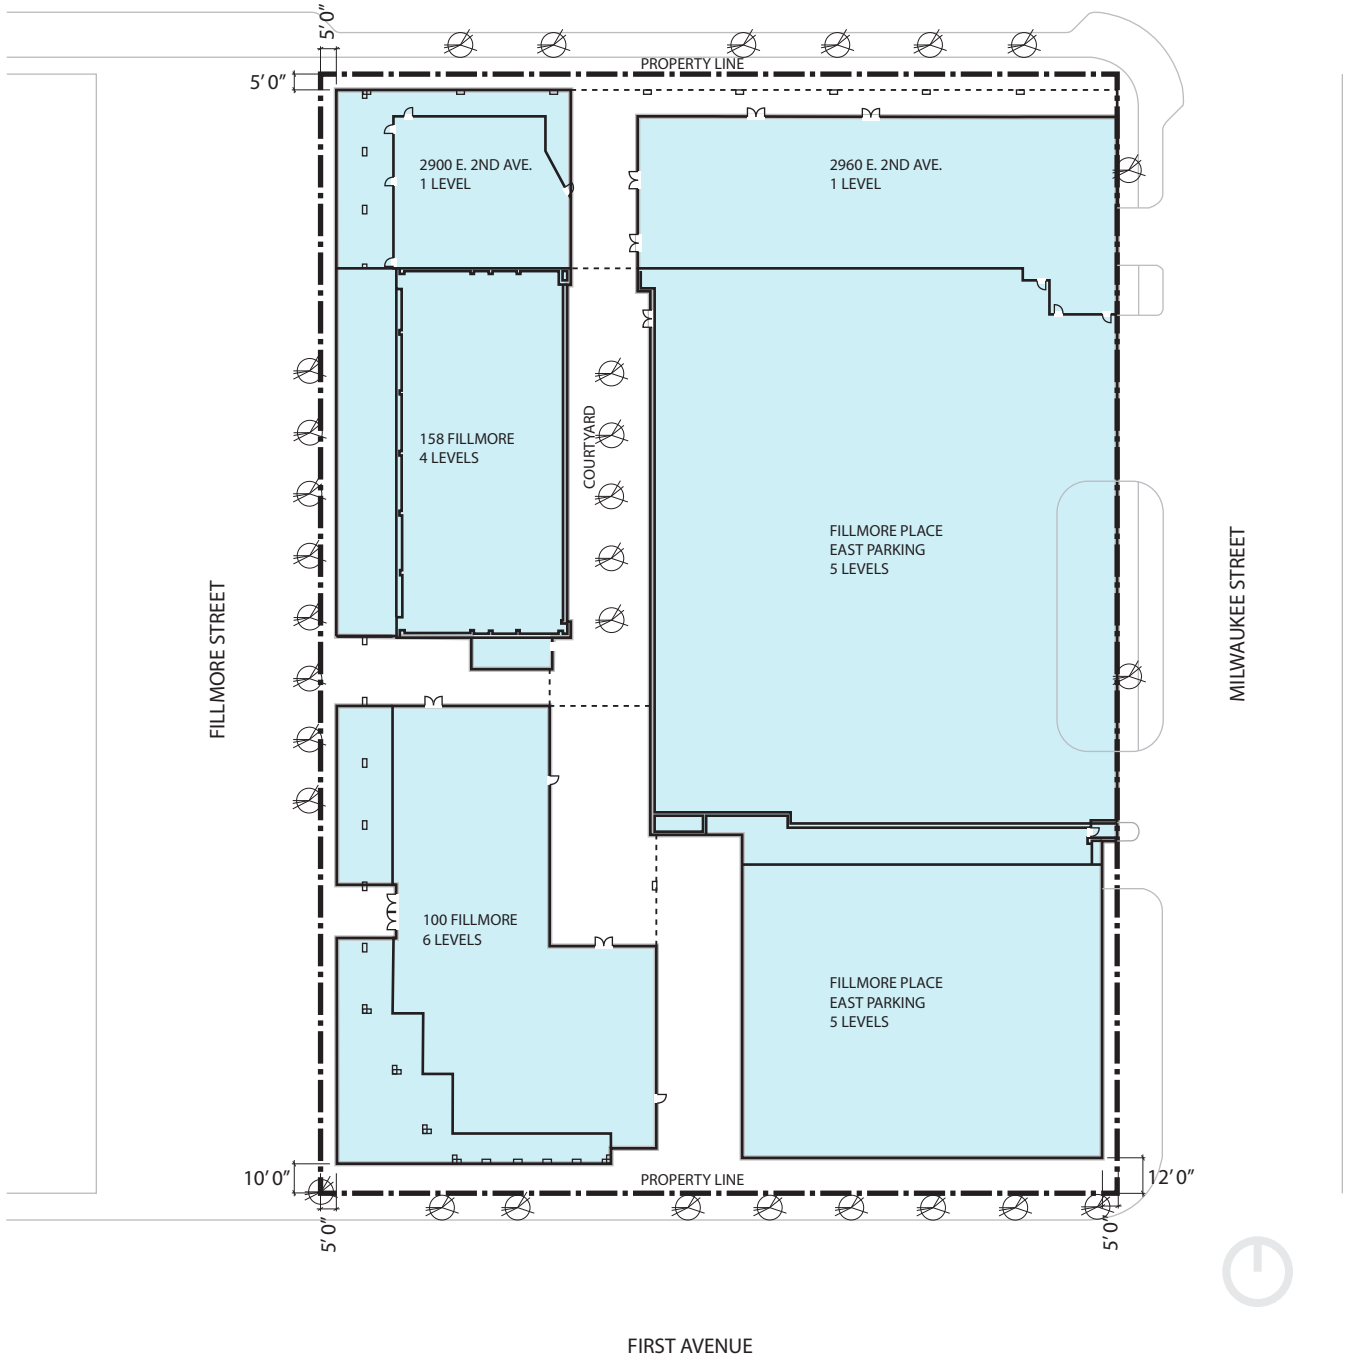 5' 0"
5' 0"
PROPERTY LINE
2900 E. 2ND AVE.
1 LEVEL
2960 E. 2ND AVE.
1 LEVEL
158 FILLMORE
4 LEVELS
COURTYARD
FILLMORE PLACE
EAST PARKING
5 LEVELS
FILLMORE STREET
MILWAUKEE STREET
100 FILLMORE
6 LEVELS
FILLMORE PLACE
EAST PARKING
5 LEVELS
10' 0"
PROPERTY LINE
12' 0"
5' 0"
5' 0"
FIRST AVENUE